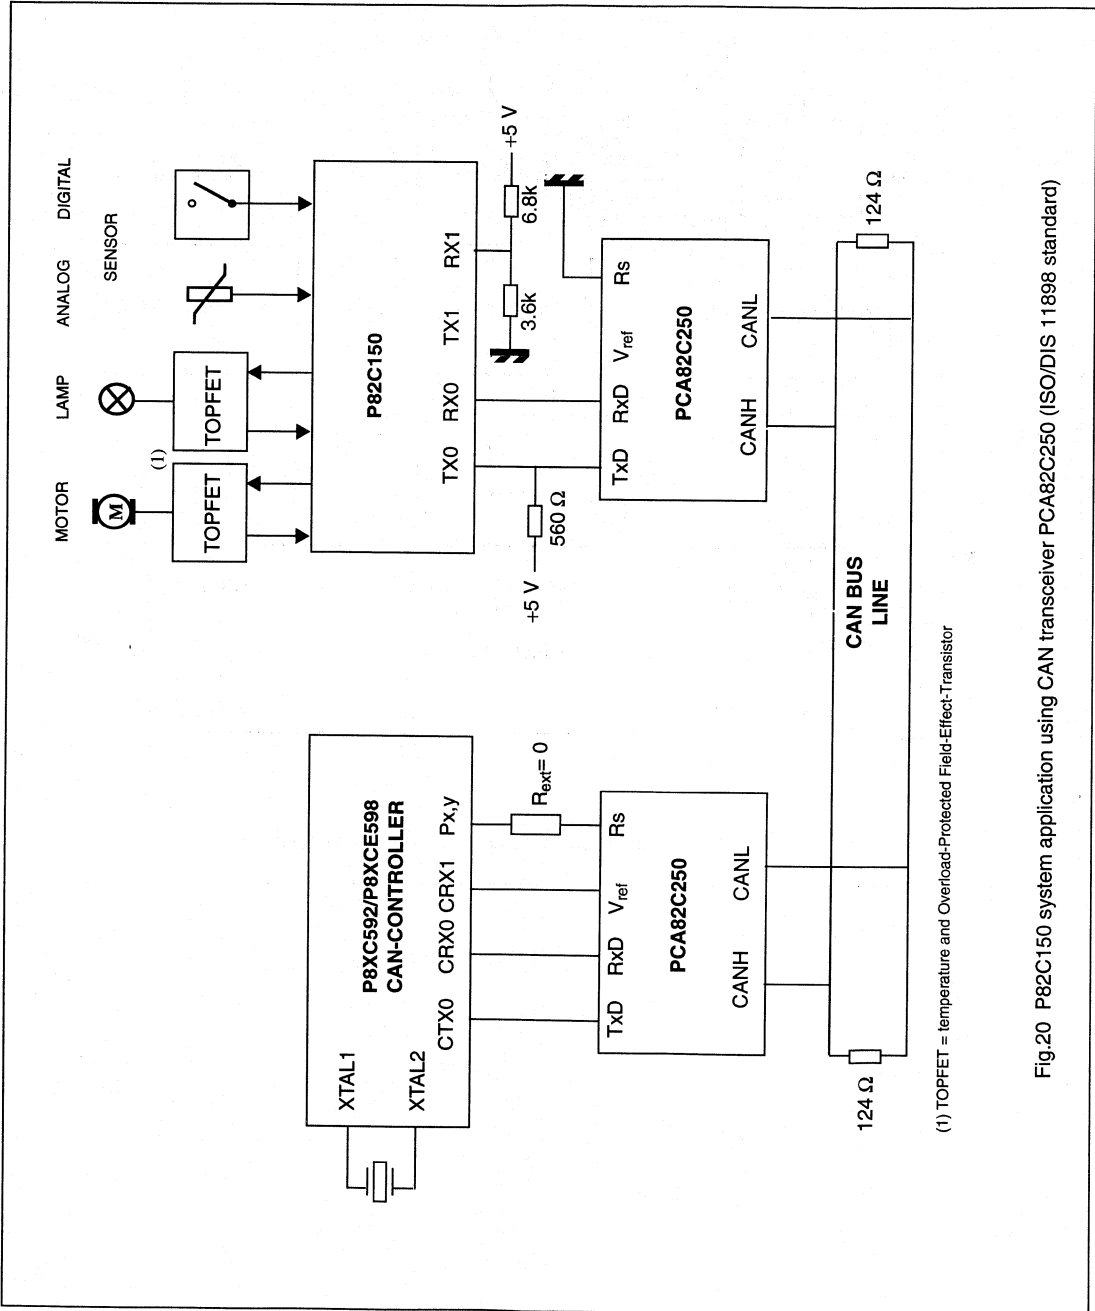 MOTOR LAMP ANALOG DIGITAL
SENSOR
M
(1)
TOPFET TOPFET
P8XC592/P8XCE598
CAN-CONTROLLER
XTAL1
XTAL2
CTX0 CRX0 CRX1 Px,y
P82C150
TX0 RX0 TX1 RX1
Rext= 0
+5 V
560 Ω
3.6k
6.8k
+5 V
TxD RxD Vref Rs
PCA82C250
CANH CANL
TxD RxD Vref Rs
PCA82C250
CANH CANL
124 Ω
CAN BUS
LINE
124 Ω
(1) TOPFET = temperature and Overload-Protected Field-Effect-Transistor
Fig.20 P82C150 system application using CAN transceiver PCA82C250 (ISO/DIS 11898 standard)